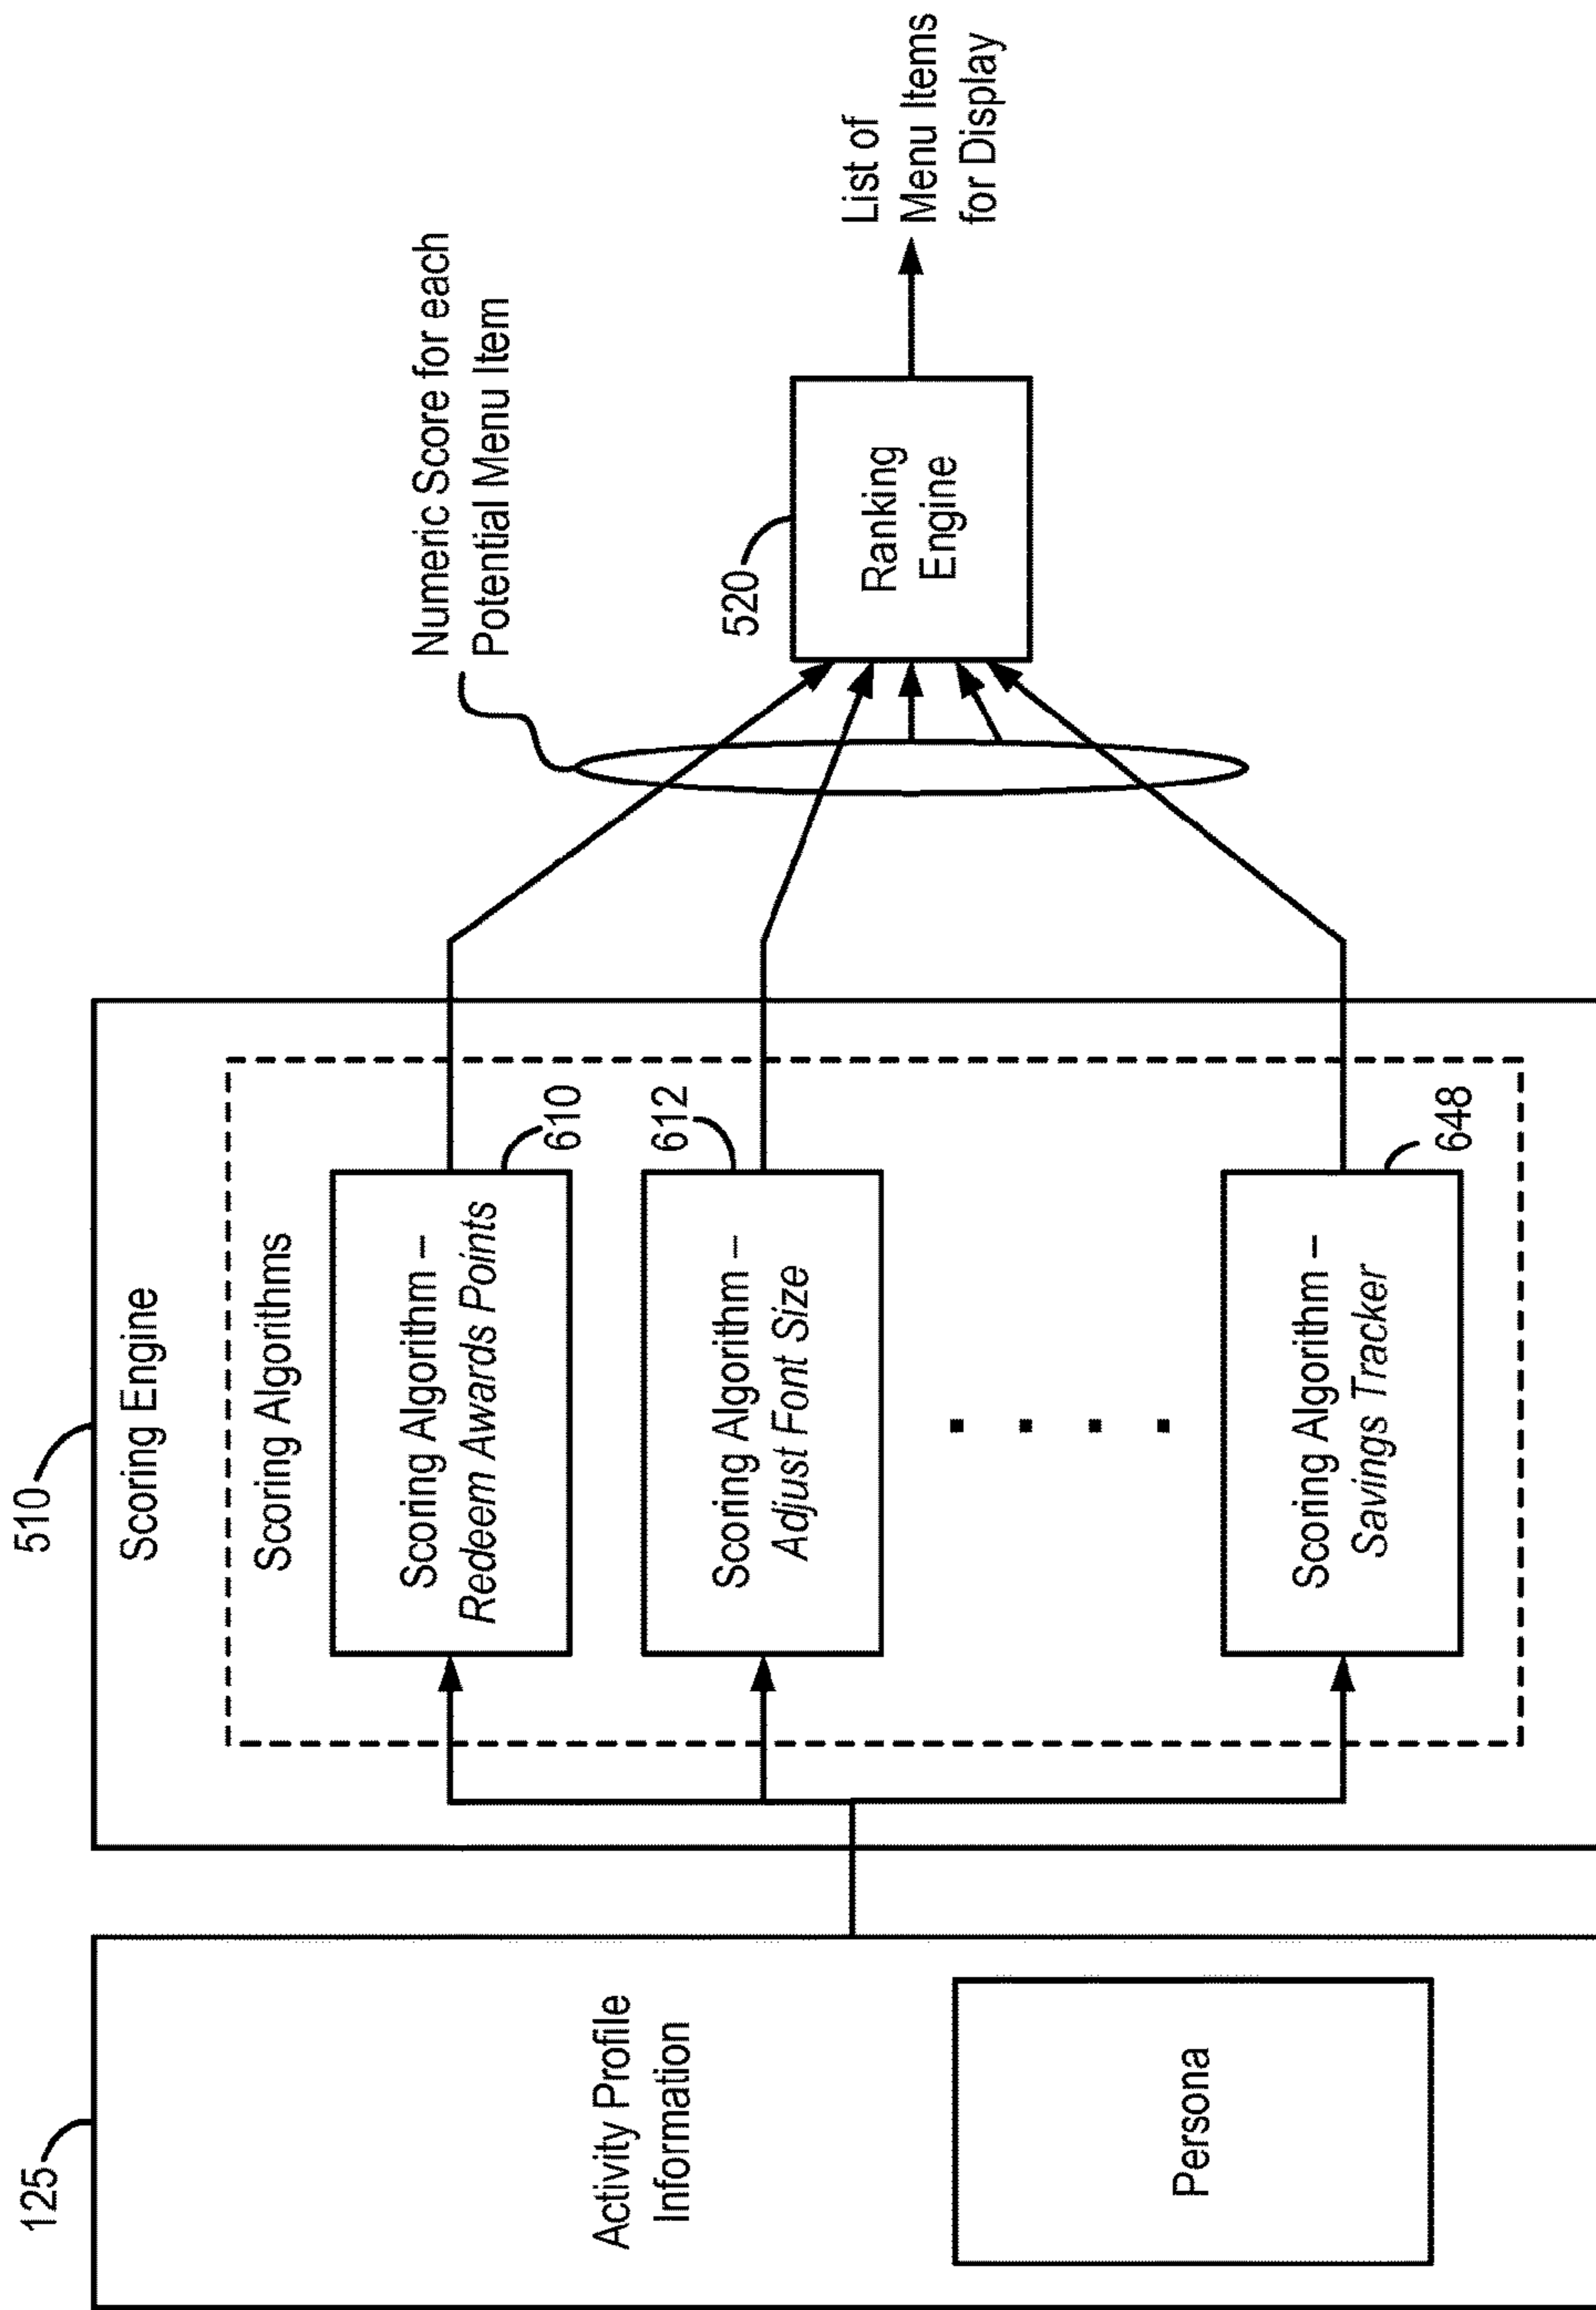 125
Activity Profile
Information
Persona
510
Scoring Engine
Scoring Algorithms
Scoring Algorithm –
Redeem Awards Points
610
Scoring Algorithm –
Adjust Font Size
612
Scoring Algorithm –
Savings Tracker
648
Numeric Score for each
Potential Menu Item
520
Ranking
Engine
List of
Menu Items
for Display